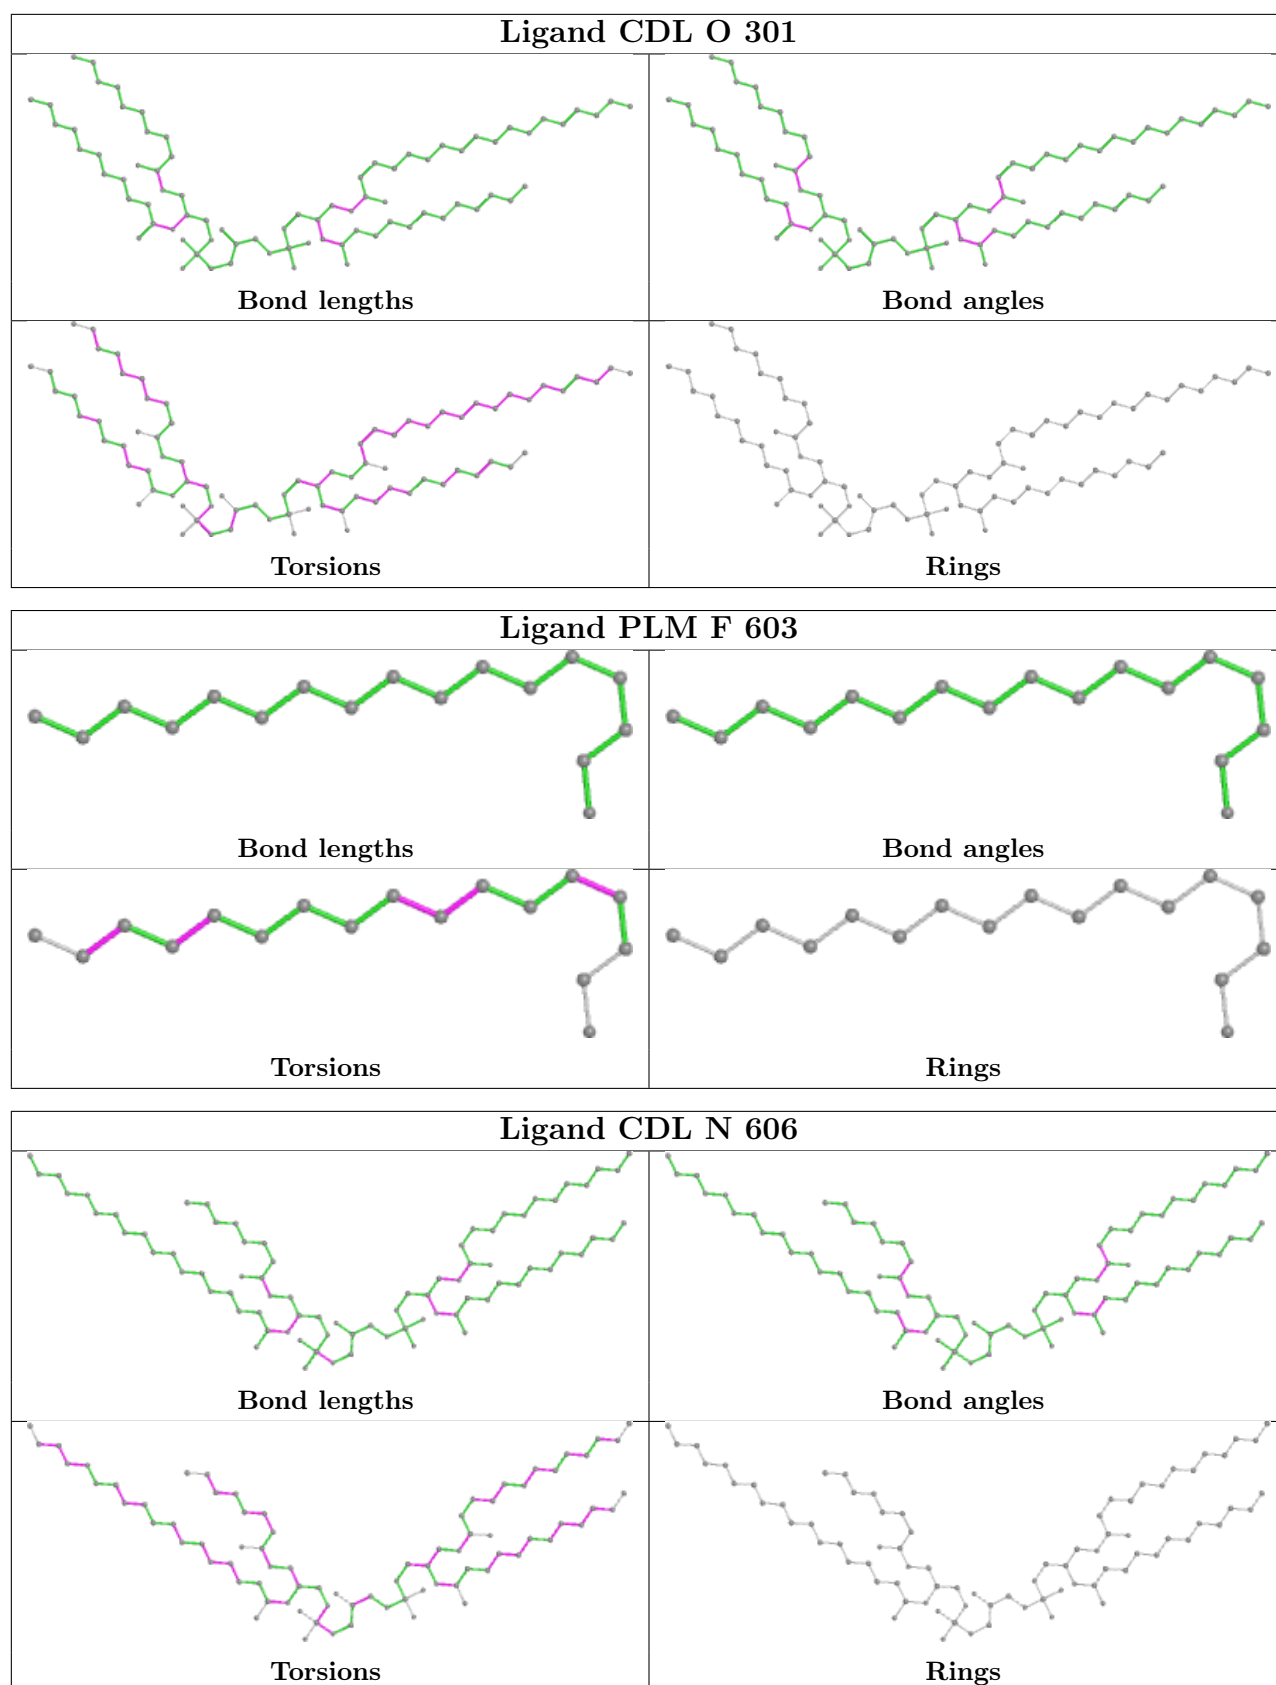 Ligand CDL O 301
Bond lengths
Bond angles
Torsions
Rings
Ligand PLM F 603
Bond lengths
Bond angles
Torsions
Rings
Ligand CDL N 606
Bond lengths
Bond angles
Torsions
Rings